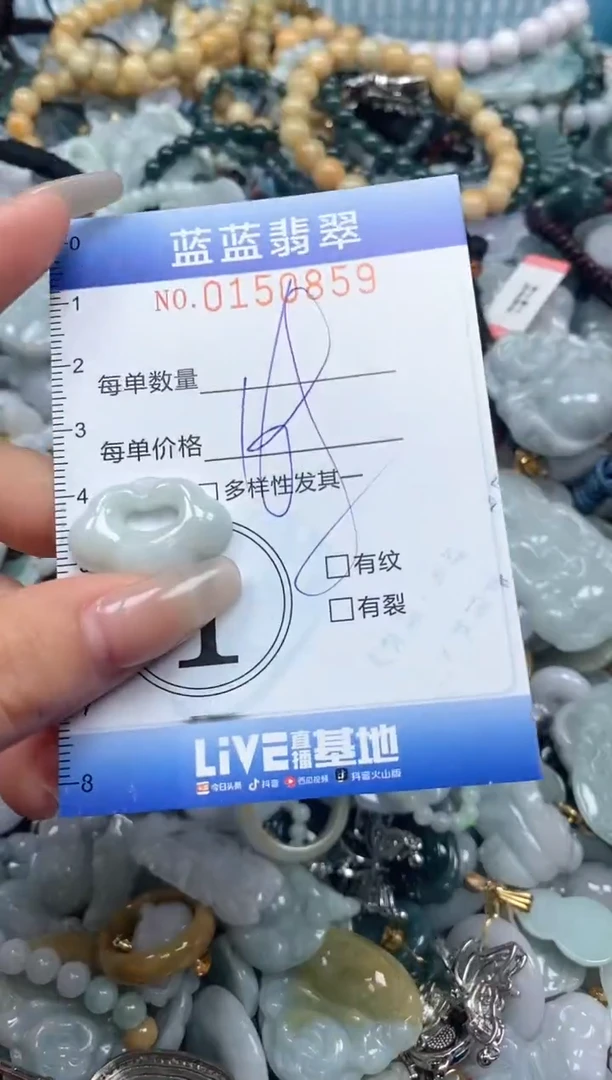 0
蓝蓝翡翠
1
NO.0150859
2
每单数量
3
每单价格
4
多样性发其一
□有纹
□有裂
1
LiVE直播基地
今日头条 抖音 西瓜视频 抖音火山版
8